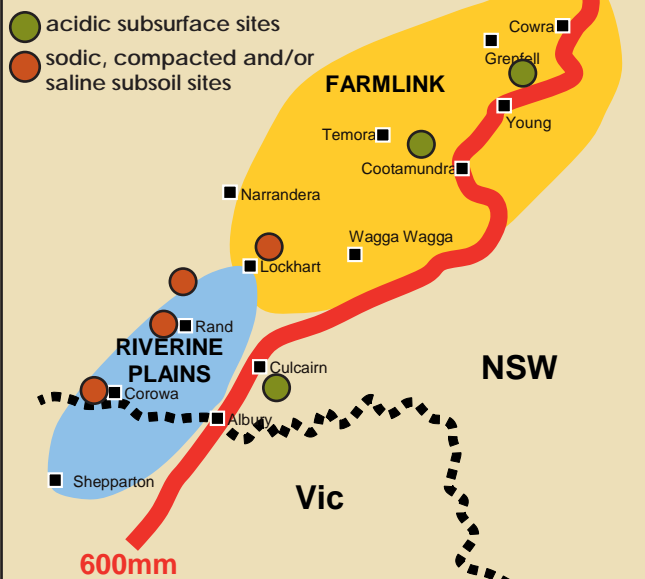 acidic subsurface sites
sodic, compacted and/or
saline subsoil sites
Cowra
Grenfell
FARMLINK
Young
Temora
Cootamundra
Narrandera
Wagga Wagga
Lockhart
Rand
RIVERINE
PLAINS
Culcairn
NSW
Corowa
Albury
Shepparton
Vic
600mm